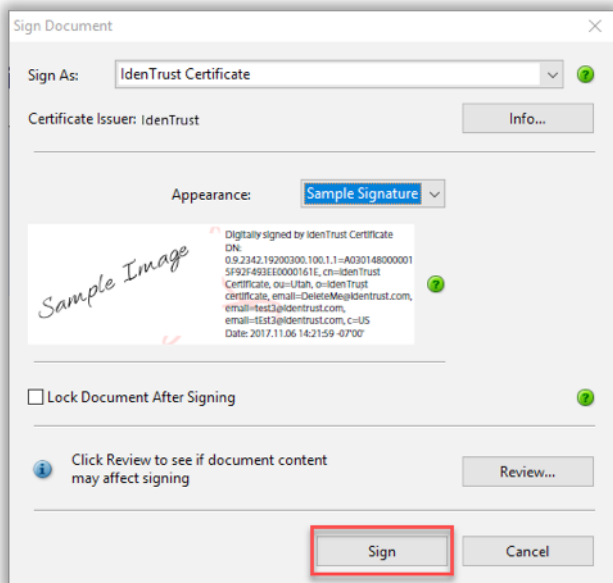 Sign Document
Sign As: IdenTrust Certificate
Certificate Issuer: IdenTrust Info...
Appearance: Sample Signature
Sample Image
Digitally signed by IdenTrust Certificate
DN:
0.9.2342.19200300.100.1.1=A030148000001
5F92F493EE0000161E, cn=IdenTrust
Certificate, ou=Utah, o=IdenTrust
certificate, email=DeleteMe@identrust.com,
email=test3@identrust.com,
email=tEst3@identrust.com, c=US
Date: 2017.11.06 14:21:59 -07'00'
Lock Document After Signing
Click Review to see if document content
may affect signing
Review...
Sign Cancel